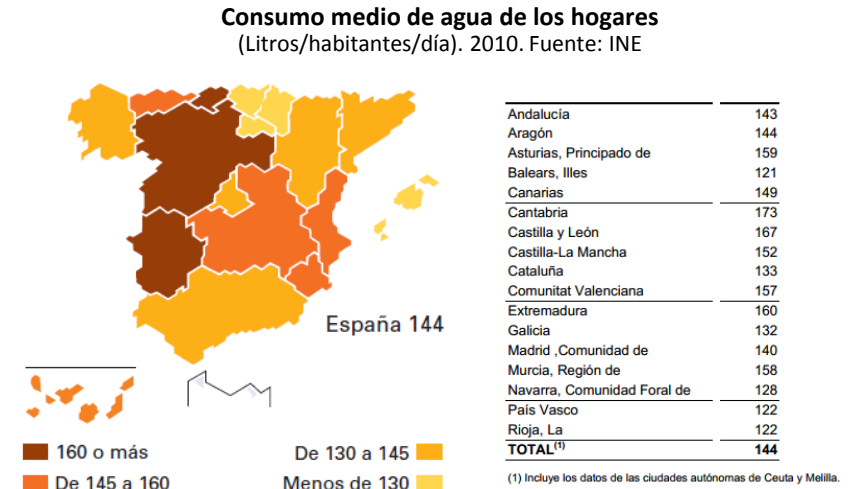 Consumo medio de agua de los hogares
(Litros/habitantes/día). 2010. Fuente: INE
España 144
160 o más
De 130 a 145
De 145 a 160
Menos de 130
Andalucía 143
Aragón 144
Asturias, Principado de 159
Balears, Illes 121
Canarias 149
Cantabria 173
Castilla y León 167
Castilla-La Mancha 152
Cataluña 133
Comunitat Valenciana 157
Extremadura 160
Galicia 132
Madrid ,Comunidad de 140
Murcia, Región de 158
Navarra, Comunidad Foral de 128
País Vasco 122
Rioja, La 122
TOTAL(1) 144
(1) Incluye los datos de las ciudades autónomas de Ceuta y Melilla.